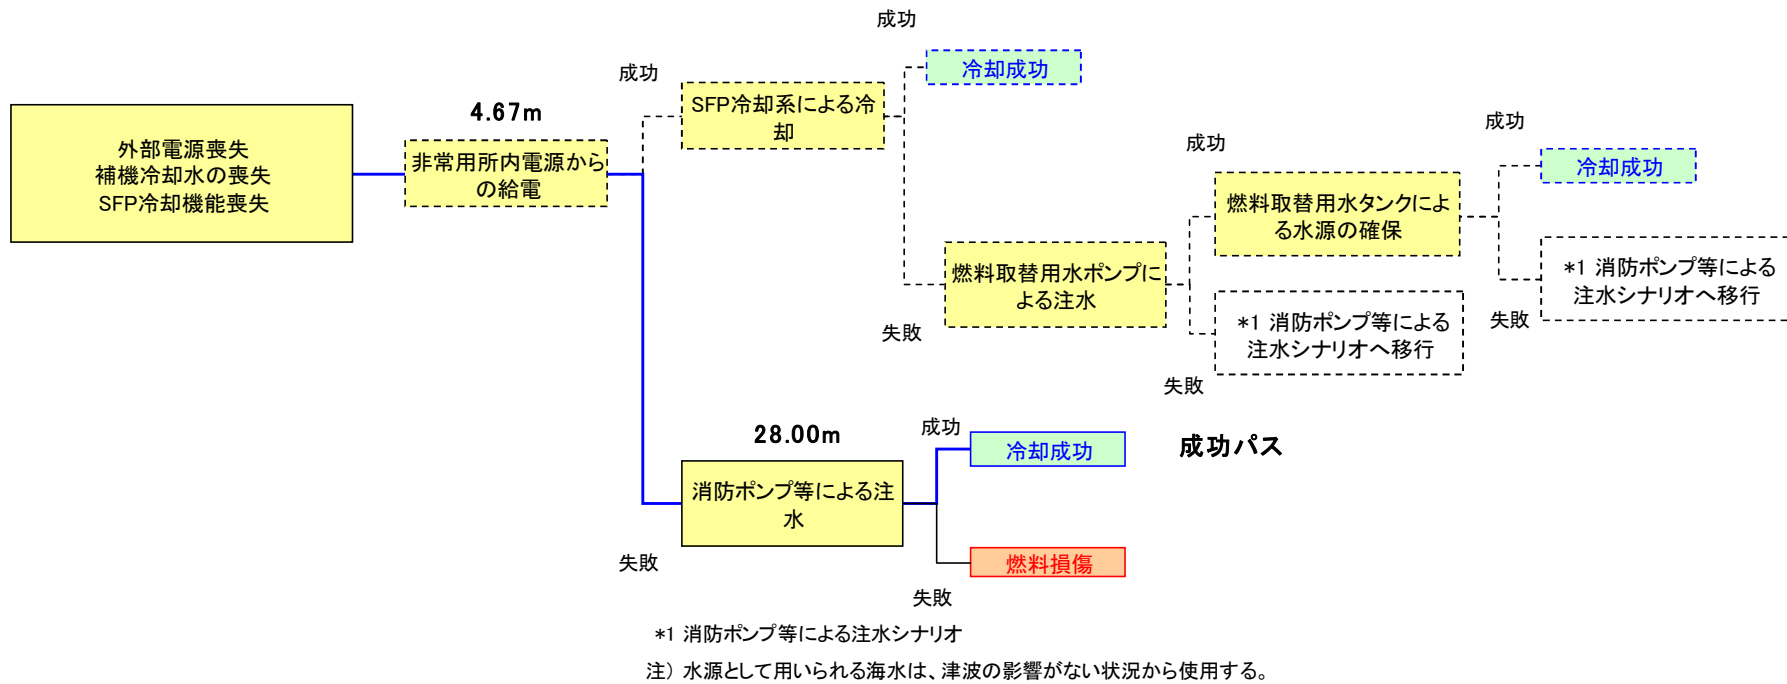 外部電源喪失
補機冷却水の喪失
SFP冷却機能喪失
4.67m
非常用所内電源から
の給電
成功
SFP冷却系による冷
却
成功
冷却成功
失敗
燃料取替用水ポンプに
よる注水
成功
燃料取替用水タンクによ
る水源の確保
成功
冷却成功
失敗
*1 消防ポンプ等による
注水シナリオへ移行
失敗
*1 消防ポンプ等による
注水シナリオへ移行
失敗
28.00m
消防ポンプ等による注
水
成功
冷却成功
成功パス
失敗
燃料損傷
*1 消防ポンプ等による注水シナリオ
注) 水源として用いられる海水は、津波の影響がない状況から使用する。